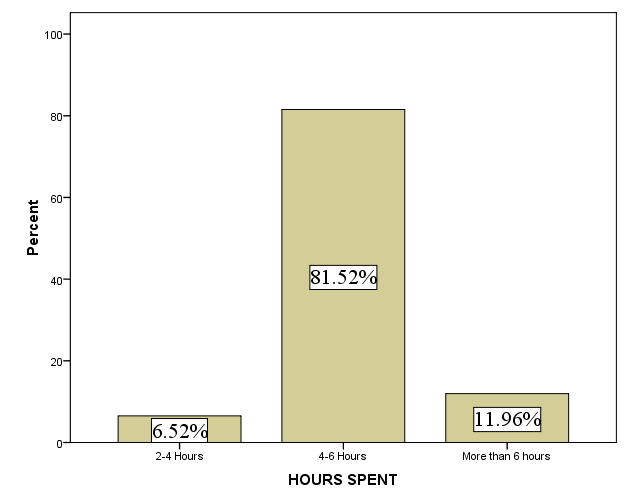 100
80
60
40
20
0
Percent
6.52%
81.52%
11.96%
2-4 Hours
4-6 Hours
More than 6 hours
HOURS SPENT